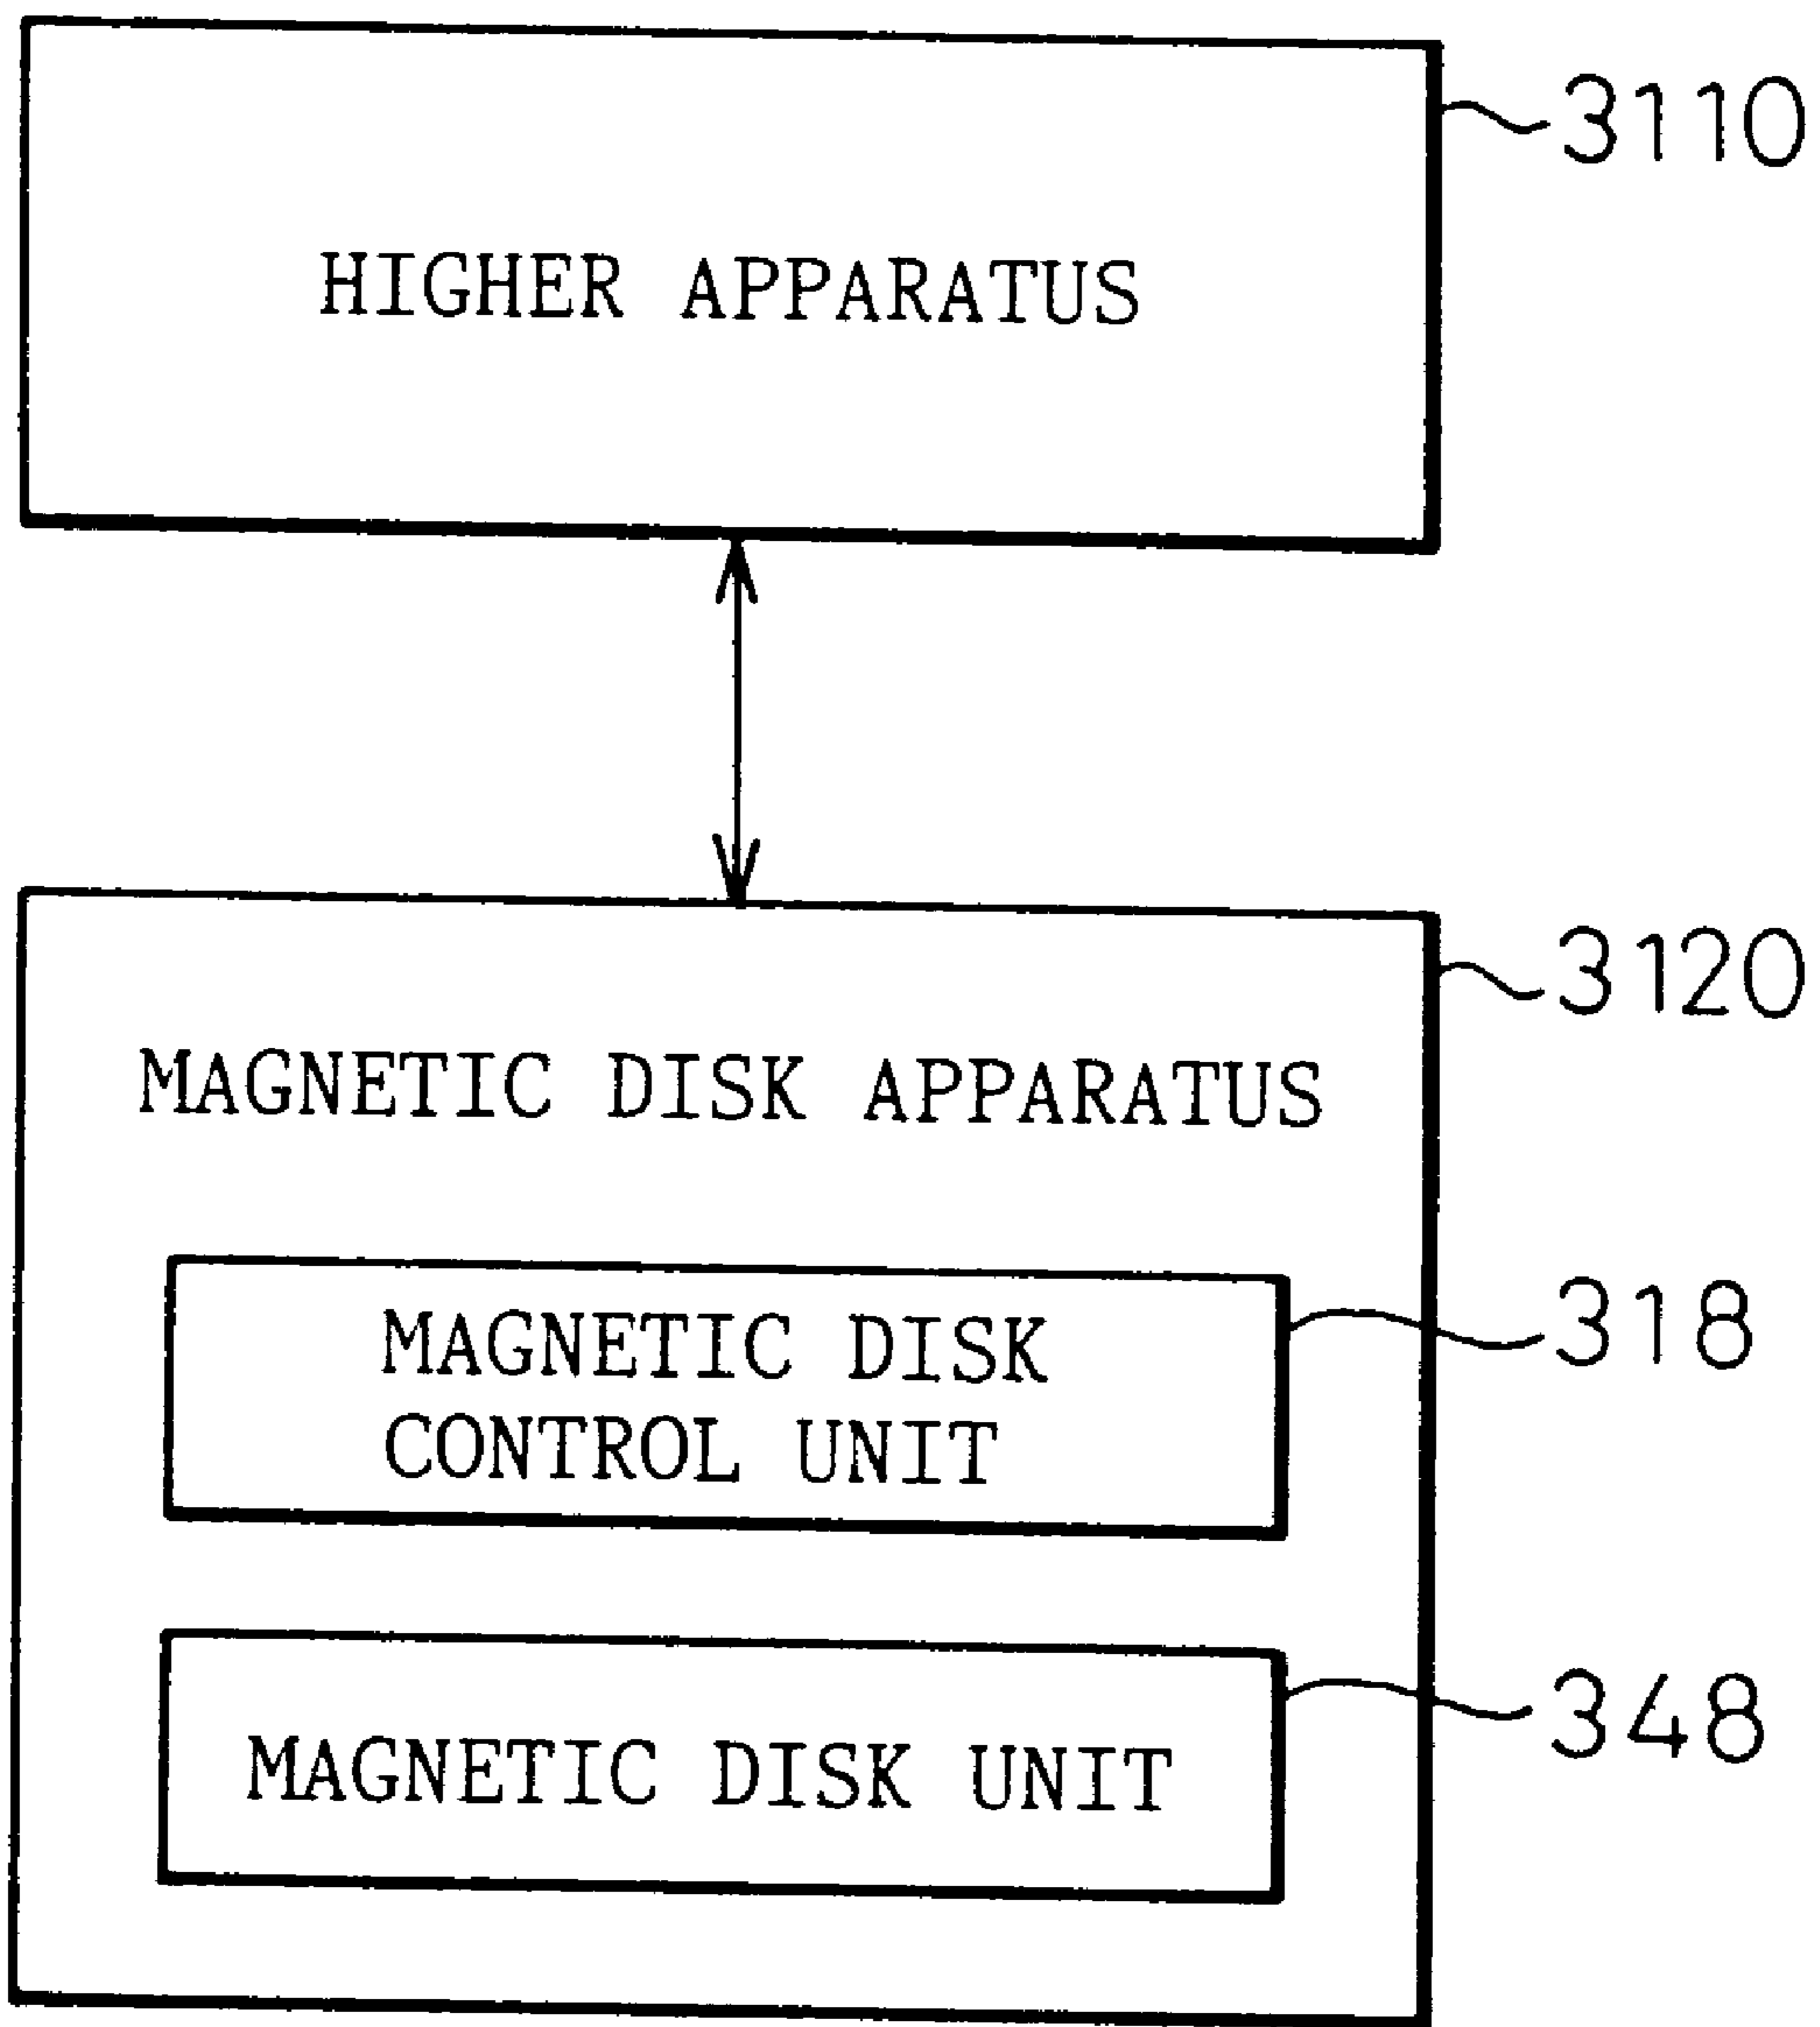 3110
HIGHER APPARATUS
3120
MAGNETIC DISK APPARATUS
318
MAGNETIC DISK
CONTROL UNIT
348
MAGNETIC DISK UNIT